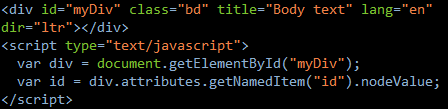 <div id="myDiv" class="bd" title="Body text" lang="en"
dir="ltr"></div>
<script type="text/javascript">
  var div = document.getElementById("myDiv");
  var id = div.attributes.getNamedItem("id").nodeValue;
</script>